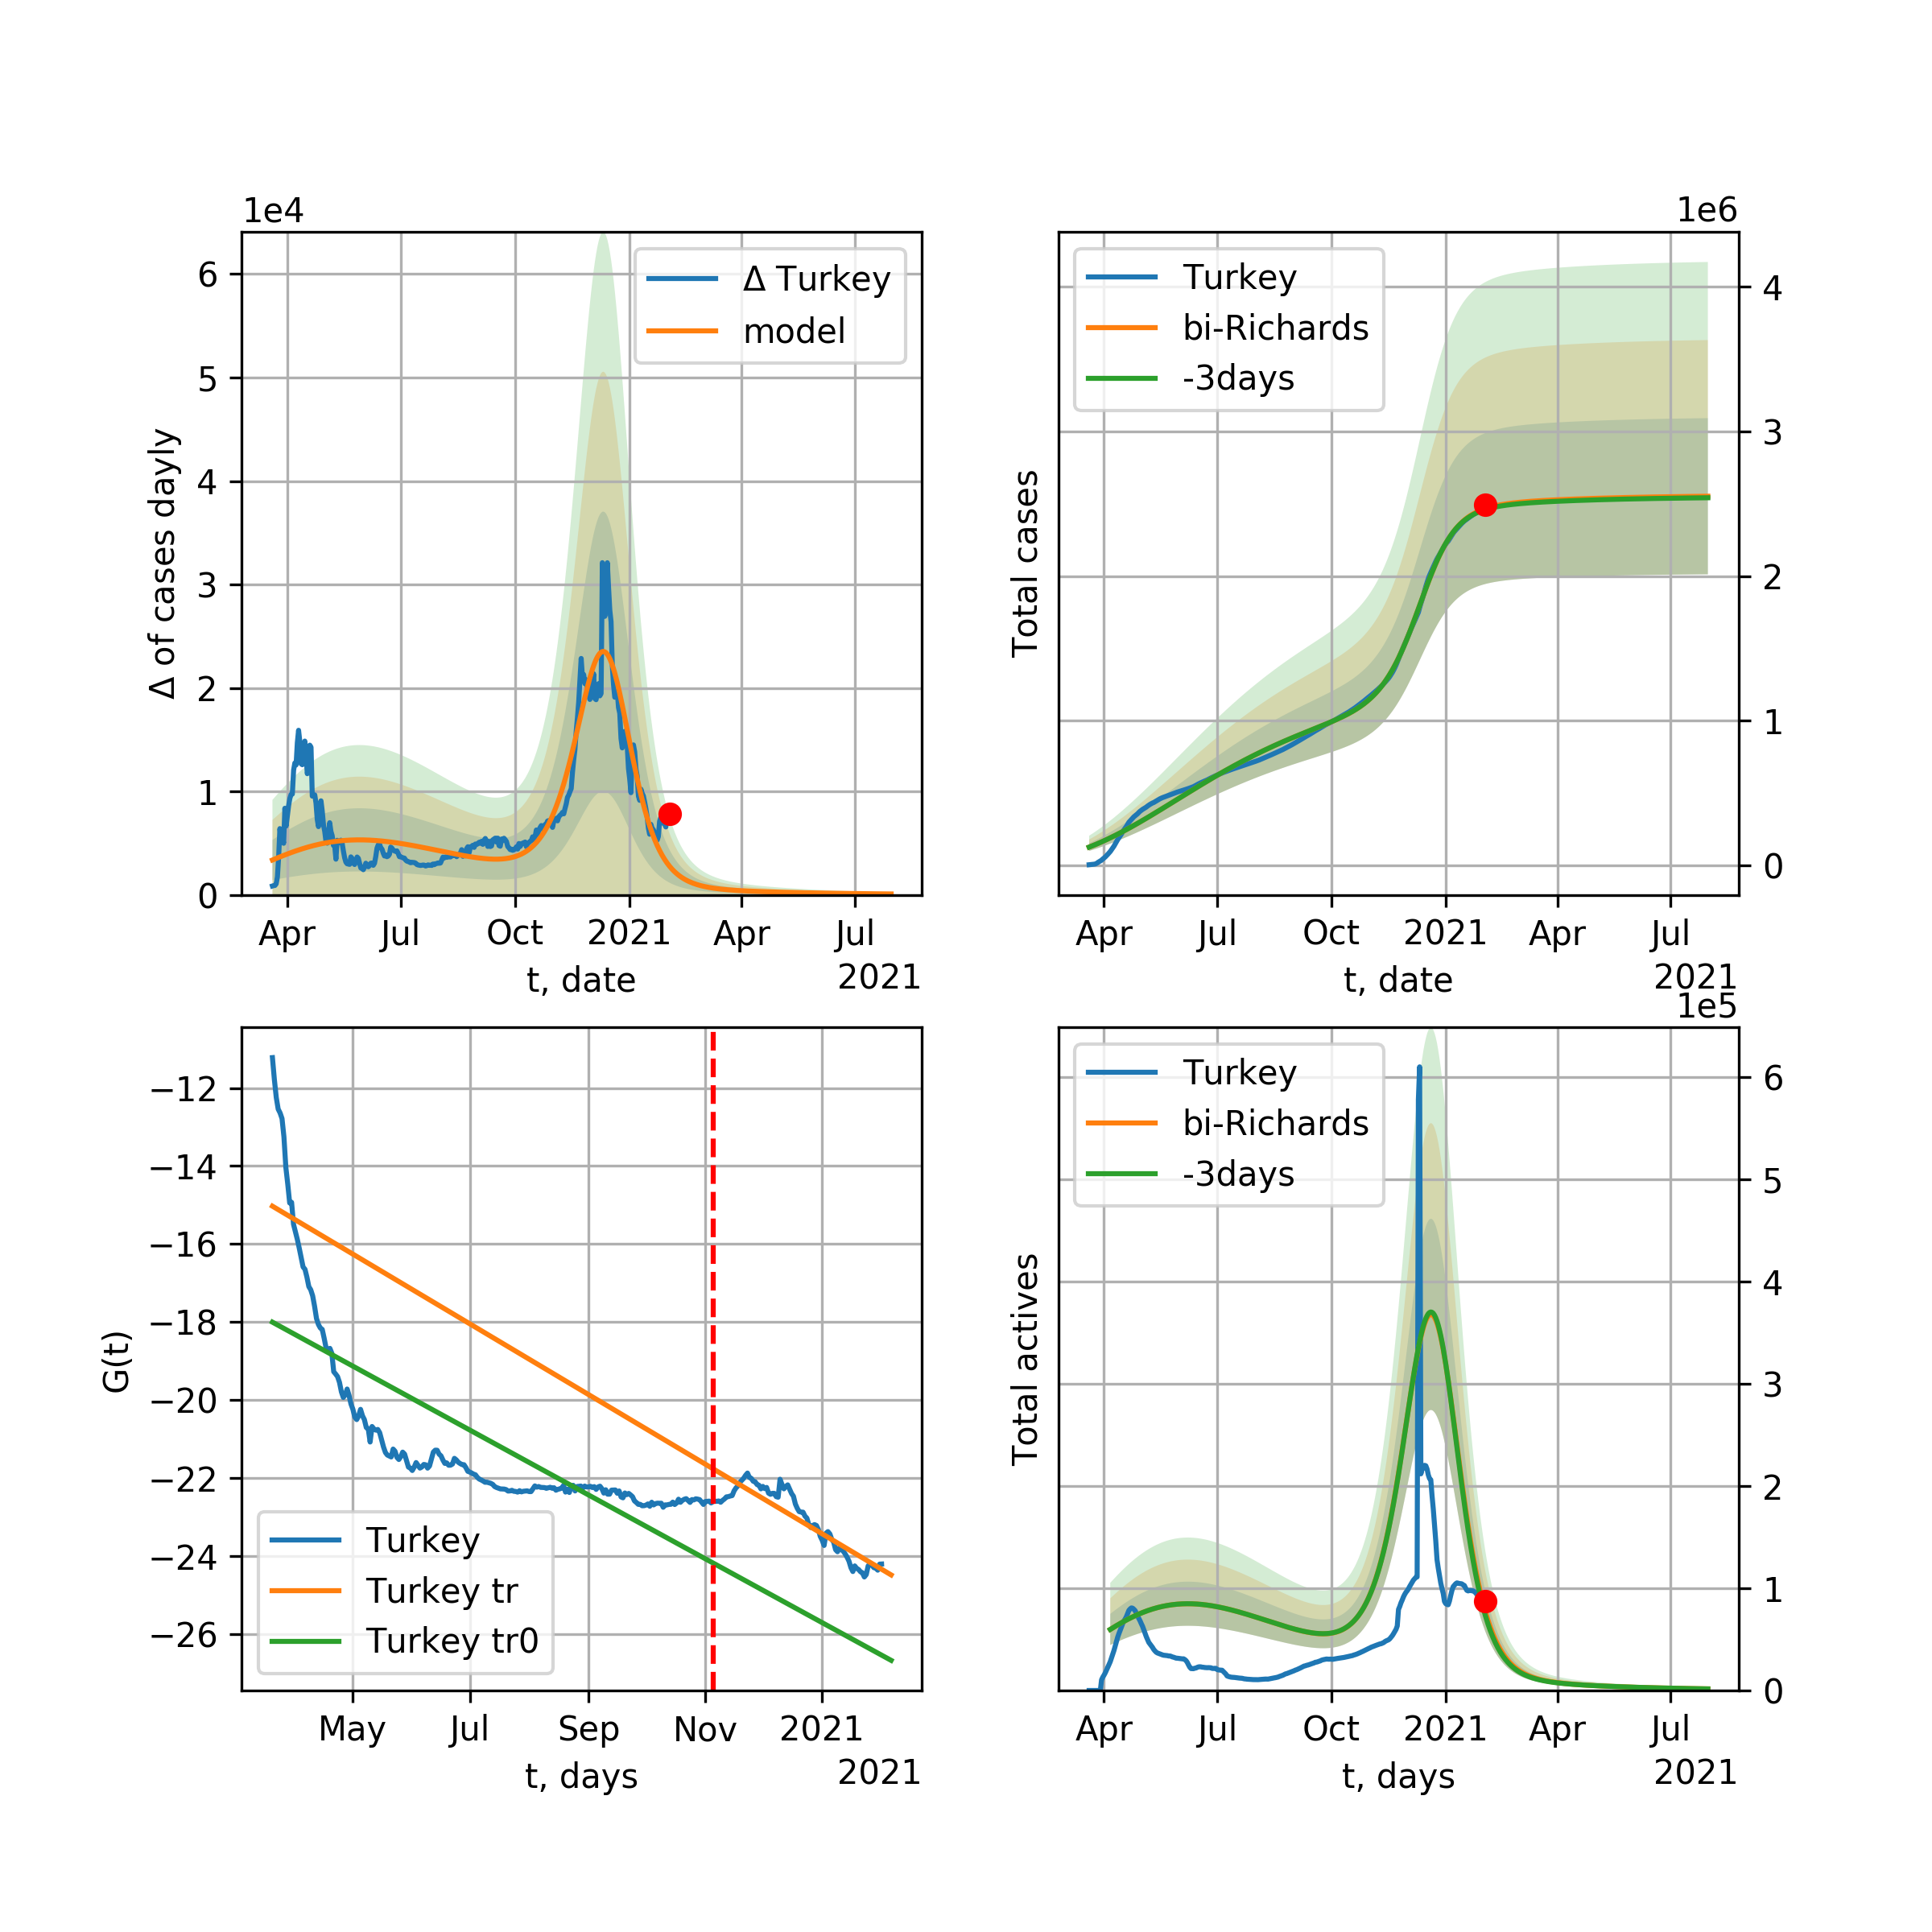 1e4
6
5
4
3
2
1
0
Δ of cases dayly
Δ Turkey
model
Apr Jul Oct 2021 Apr Jul
t, date
2021
1e6
Turkey
bi-Richards
-3days
Total cases
4
3
2
1
0
Apr Jul Oct 2021 Apr Jul
t, date
2021
−12
−14
−16
−18
−20
−22
−24
−26
G(t)
Turkey
Turkey tr
Turkey tr0
May Jul Sep Nov 2021
t, days
2021
1e5
Turkey
bi-Richards
-3days
Total actives
6
5
4
3
2
1
0
Apr Jul Oct 2021 Apr Jul
t, days
2021